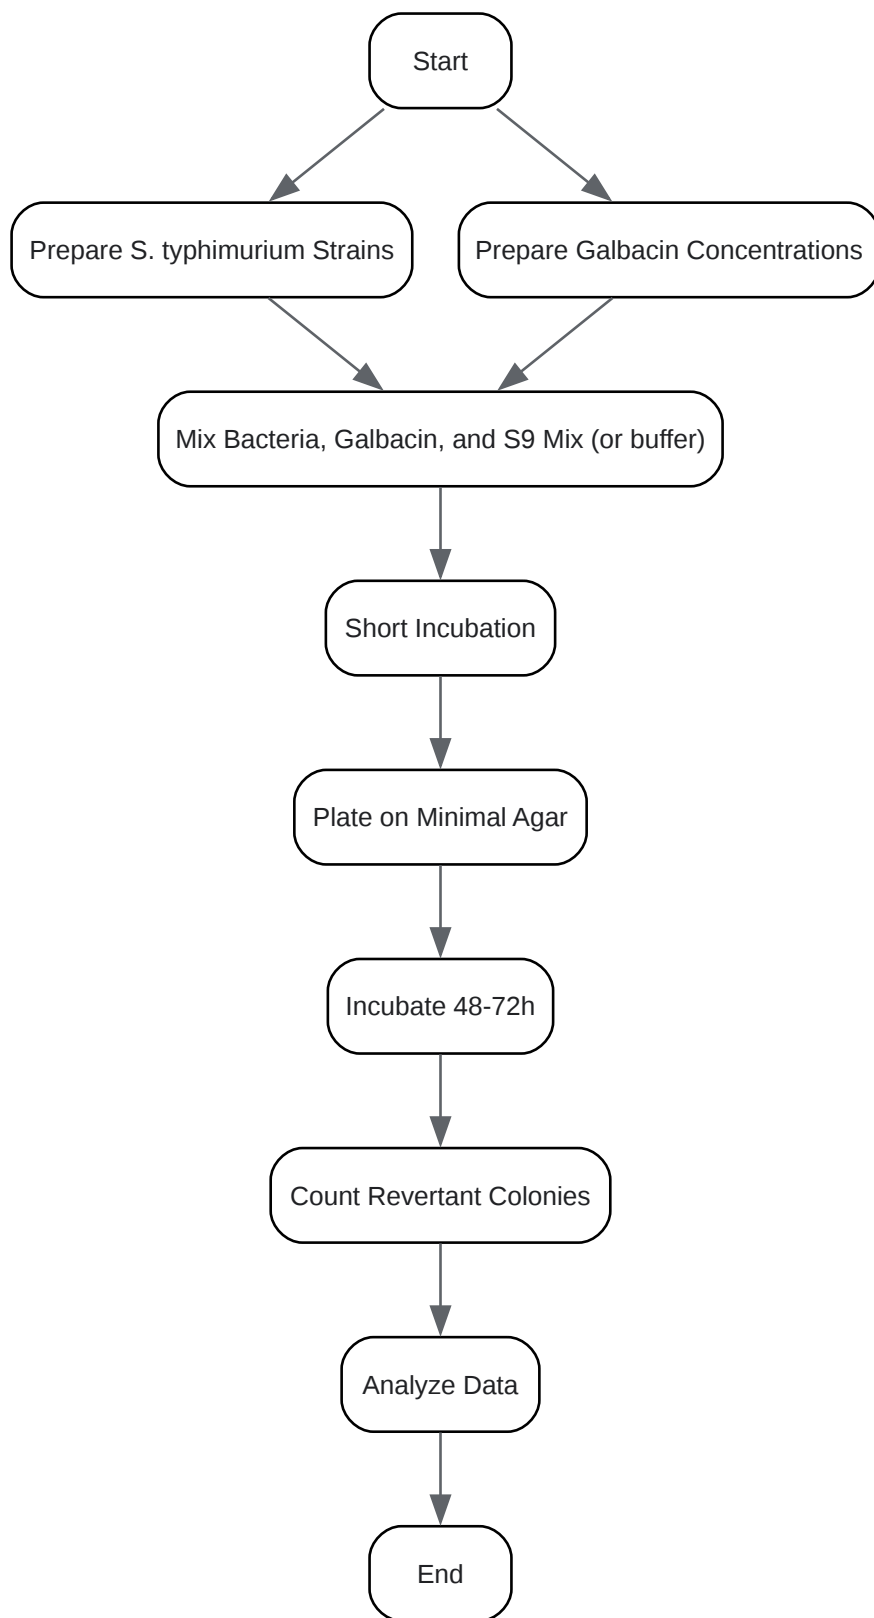 Start
Prepare S. typhimurium Strains
Prepare Galbacin Concentrations
Mix Bacteria, Galbacin, and S9 Mix (or buffer)
Short Incubation
Plate on Minimal Agar
Incubate 48-72h
Count Revertant Colonies
Analyze Data
End